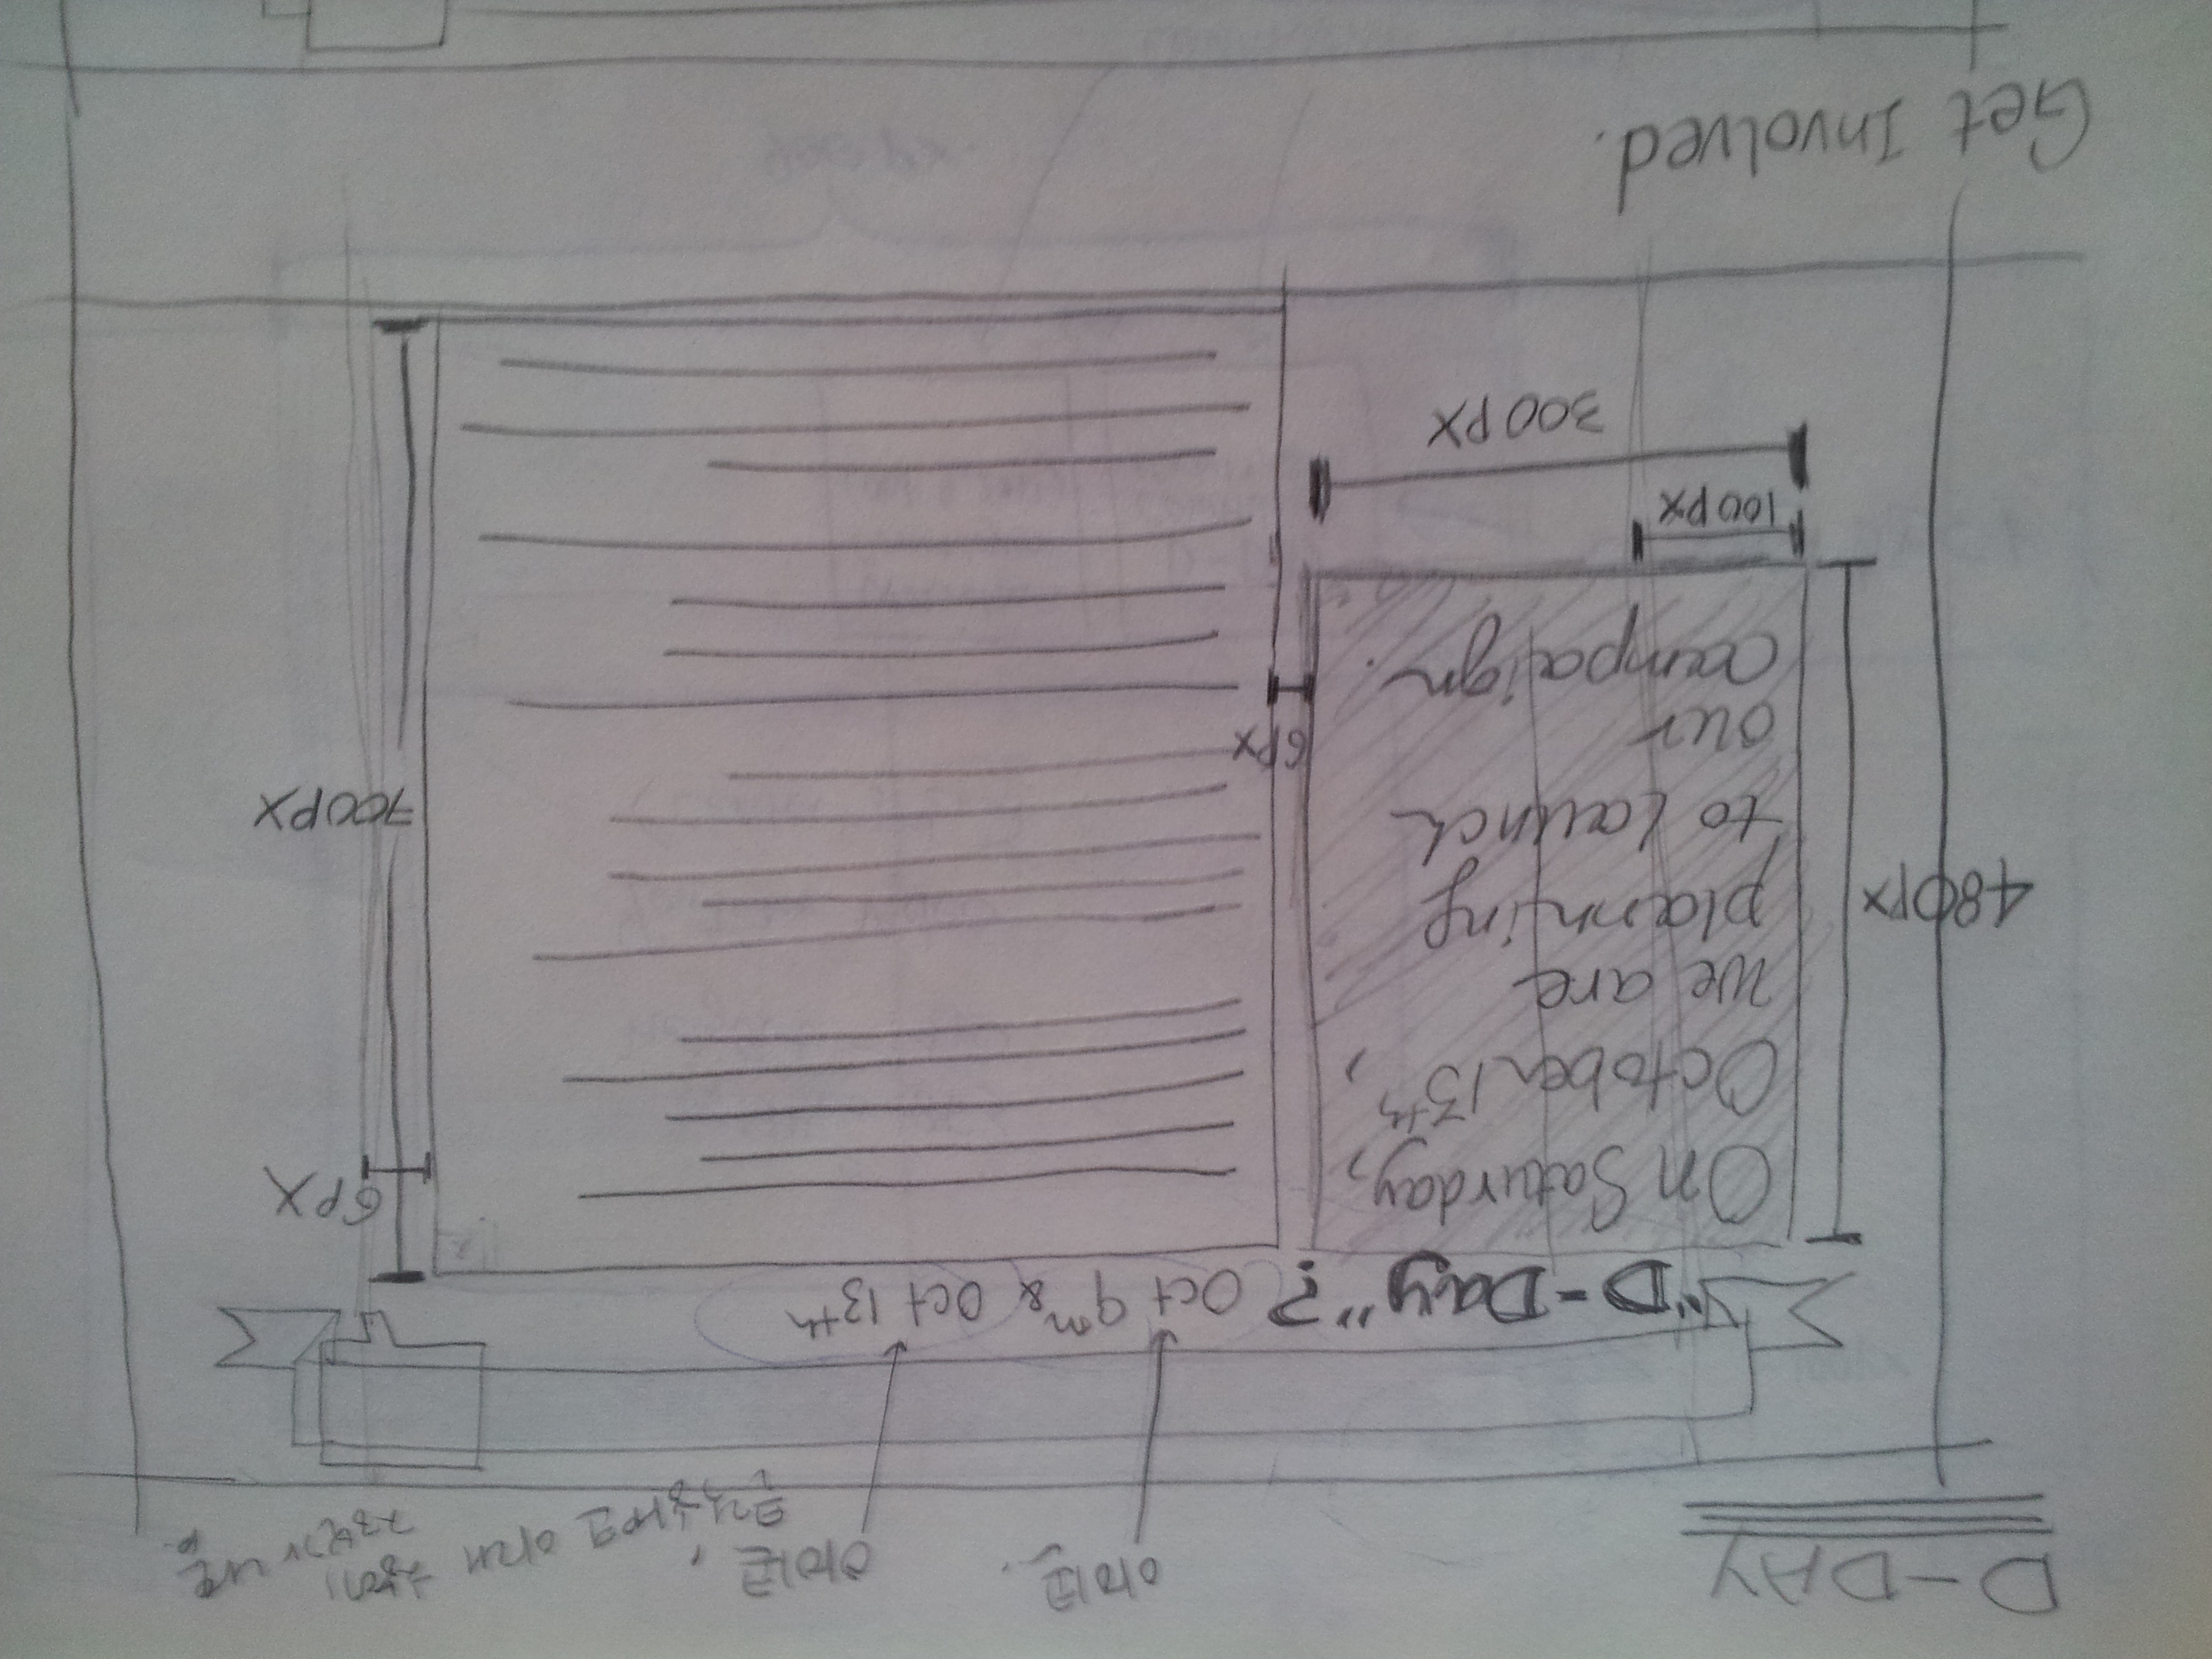 D-DAY
아이콘.
아이콘,
클릭하면 아래 창에
정보가 나옴.
"D-Day"? Oct 9th & Oct 13th
On Saturday,
October 13th,
we are
planning
to launch
our
campaign.
6PX
480PX
700PX
6PX
100PX
300PX
Get Involved.